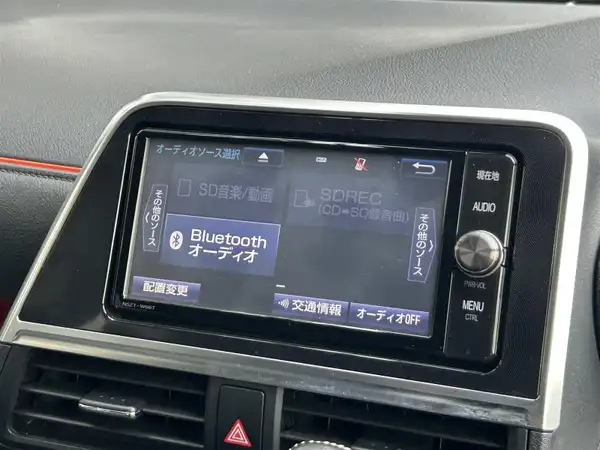 オーディオソース選択
SD音楽/動画
SDREC
(CD➡SD録音曲)
その他のソース
Bluetooth
オーディオ
その他のソース
配置変更
交通情報
オーディオOFF
NSZT-W66T
現在地
AUDIO
PWR･VOL
MENU
CTRL